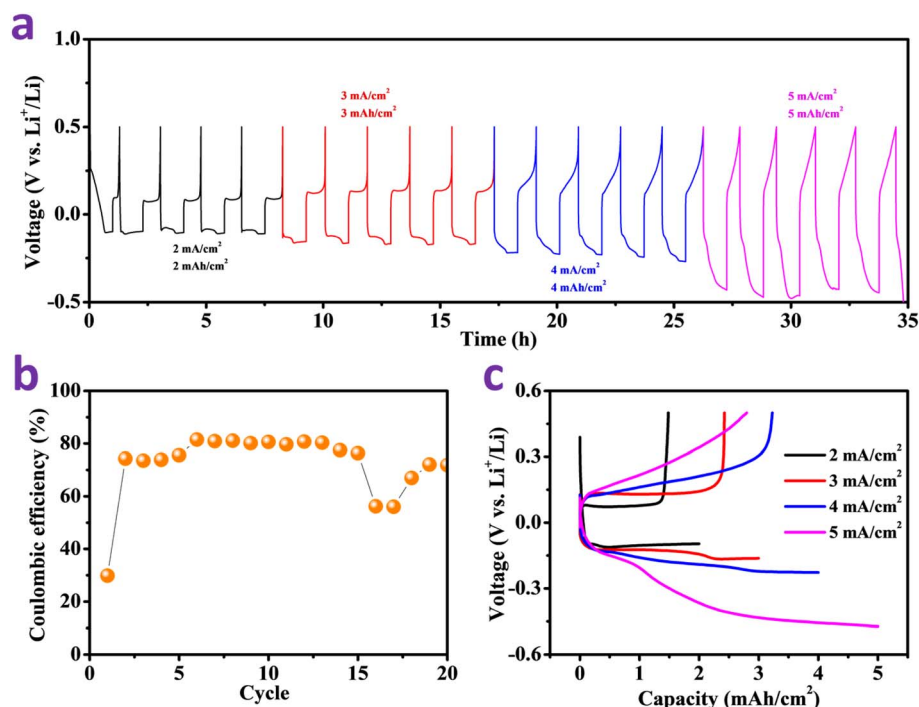 a
1.0
0.5
0.0
-0.5
Voltage (V vs. Li⁺/Li)
3 mA/cm²
3 mAh/cm²
5 mA/cm²
5 mAh/cm²
2 mA/cm²
2 mAh/cm²
4 mA/cm²
4 mAh/cm²
0 5 10 15 20 25 30 35
Time (h)
b
100
80
60
40
20
0
Coulombic efficiency (%)
0 5 10 15 20
Cycle
c
0.6
0.3
0.0
-0.3
-0.6
Voltage (V vs. Li⁺/Li)
2 mA/cm²
3 mA/cm²
4 mA/cm²
5 mA/cm²
0 1 2 3 4 5
Capacity (mAh/cm²)